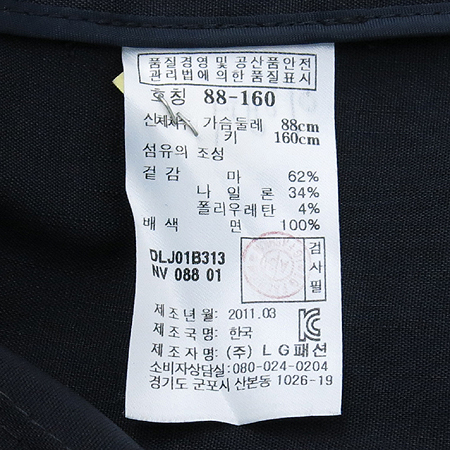 품질경영 및 공산품안전
관리법에 의한 품질표시
호칭 88-160
신체치수 가슴둘레 88cm
키 160cm
섬유의 조성
겉감 마 62%
나일론 34%
폴리우레탄 4%
배색 면 100%
DLJ01B313
NV 088 01
검사필
제조년월: 2011.03
제조국명: 한국
제조자명: (주) LG패션
소비자상담실: 080-024-0204
경기도 군포시 산본동 1026-19